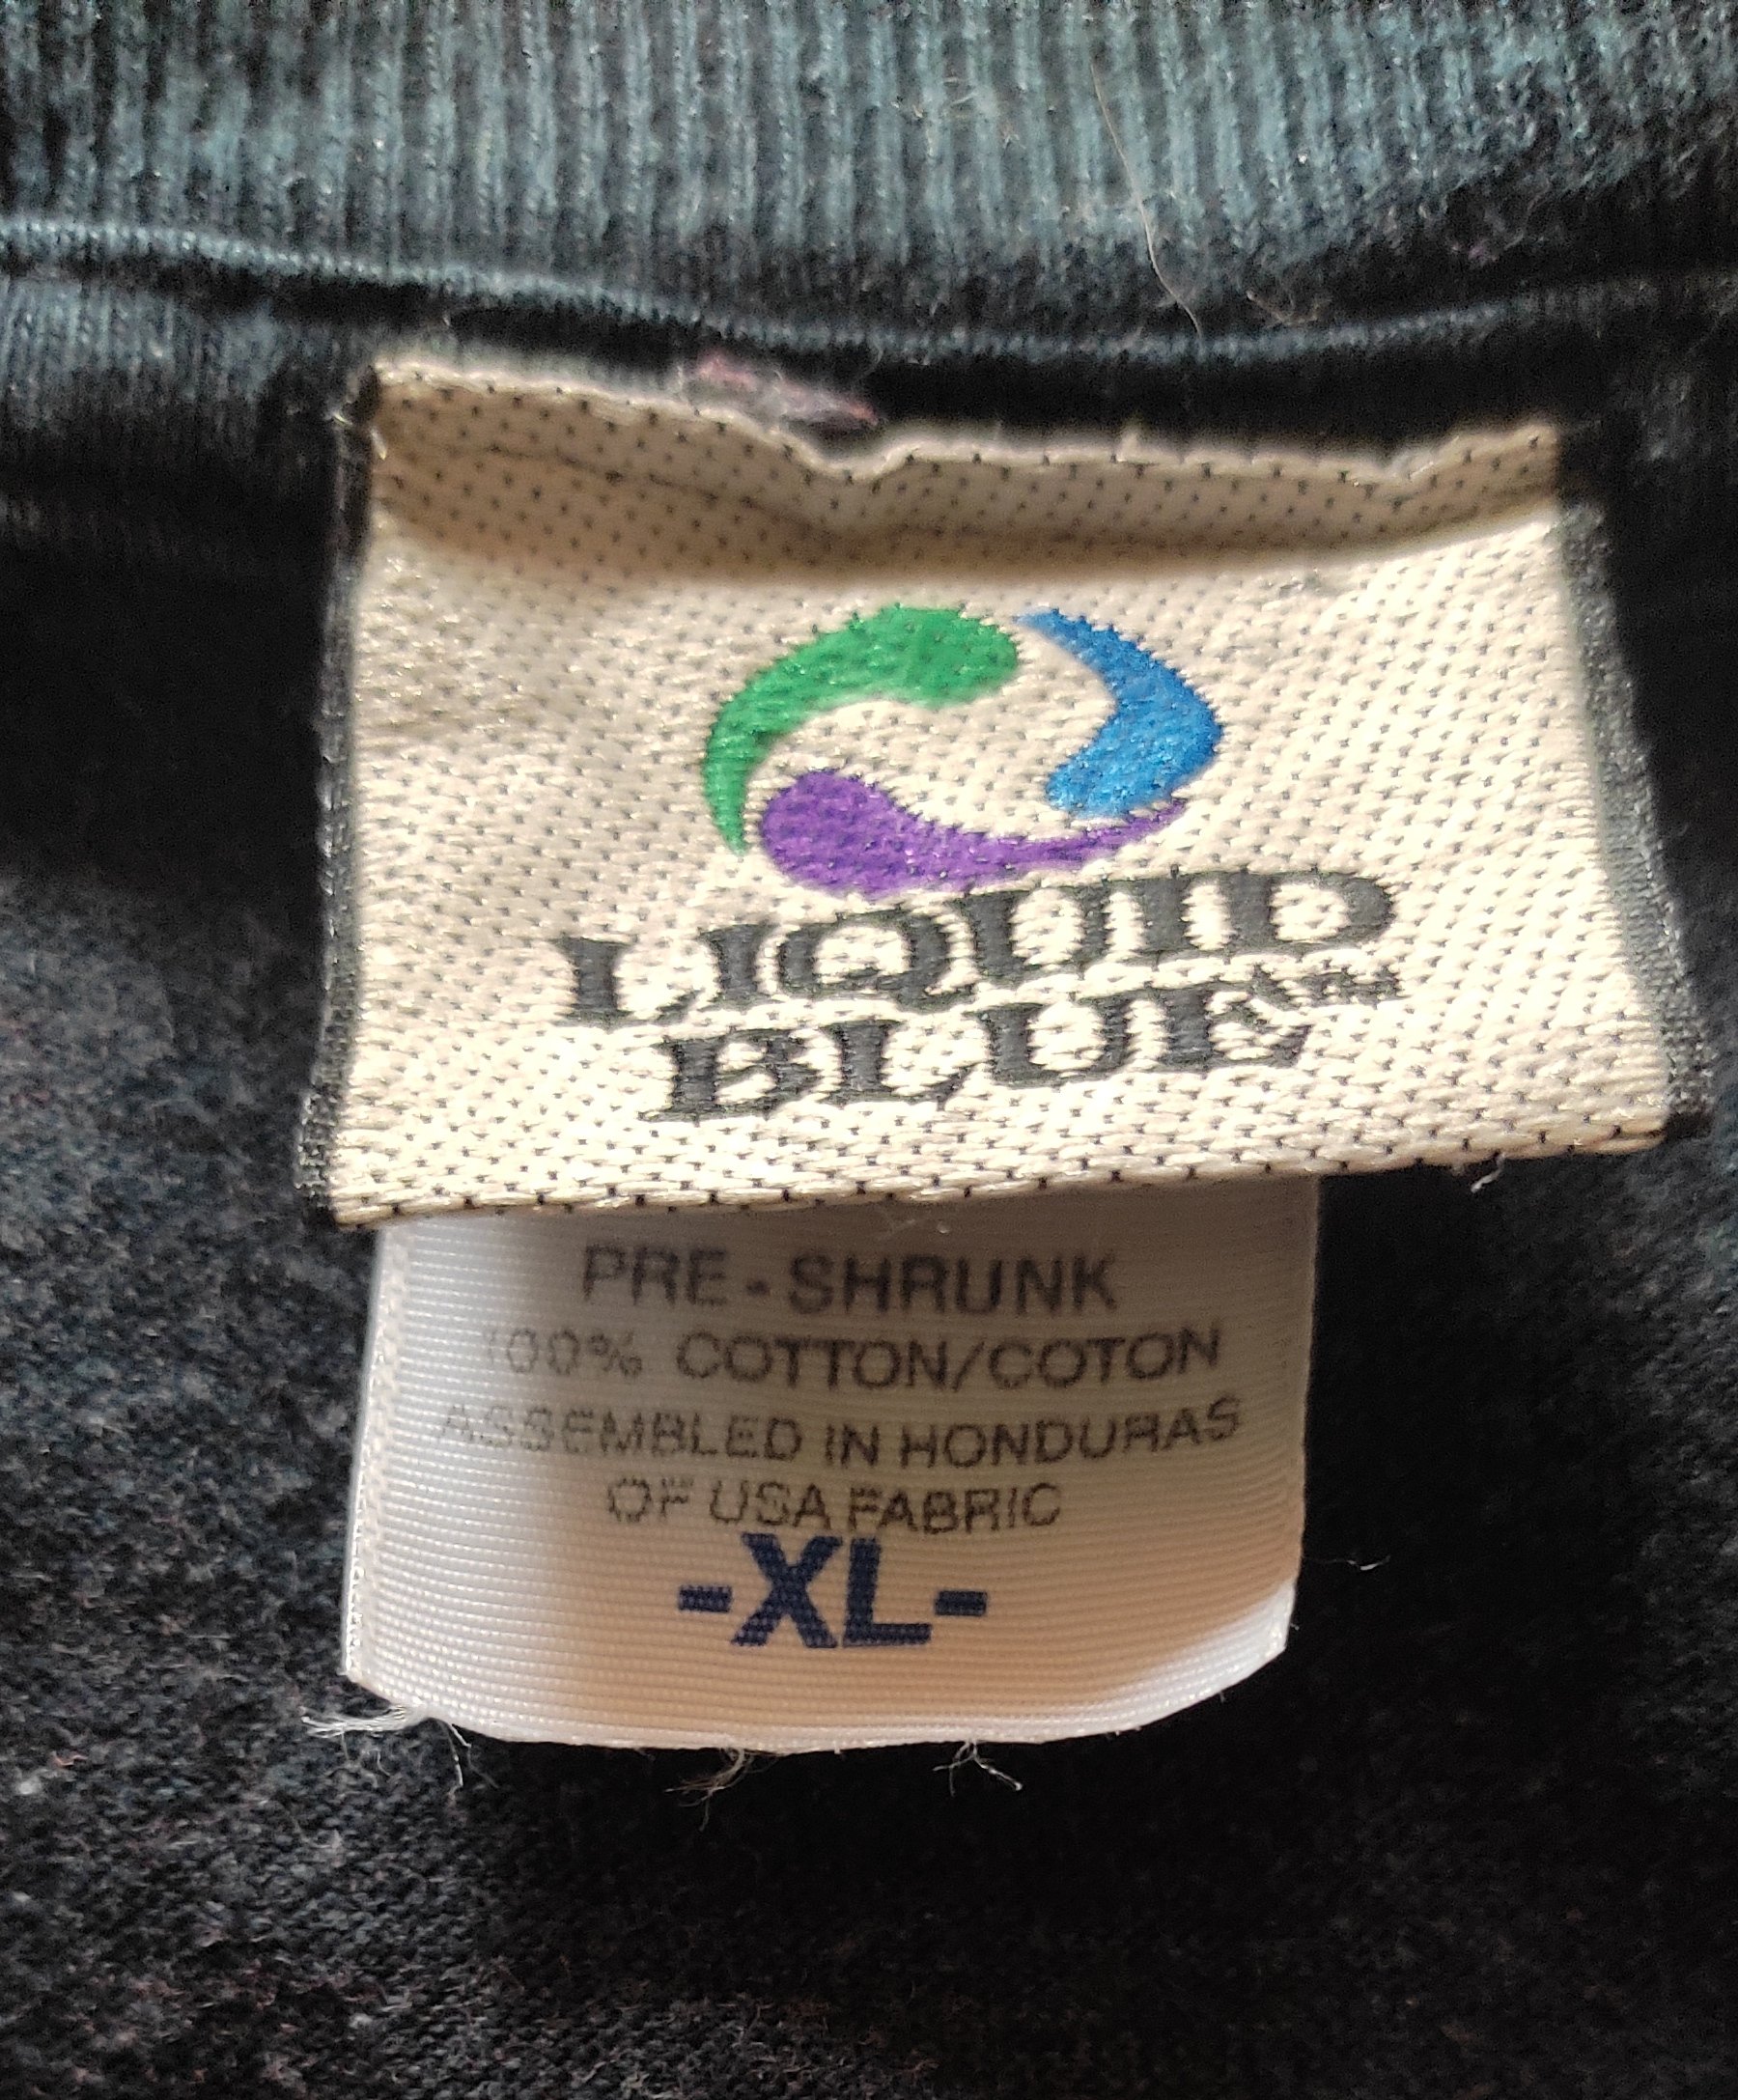 LIQUID
BLUE™
PRE-SHRUNK
100% COTTON/COTON
ASSEMBLED IN HONDURAS
OF USA FABRIC
-XL-